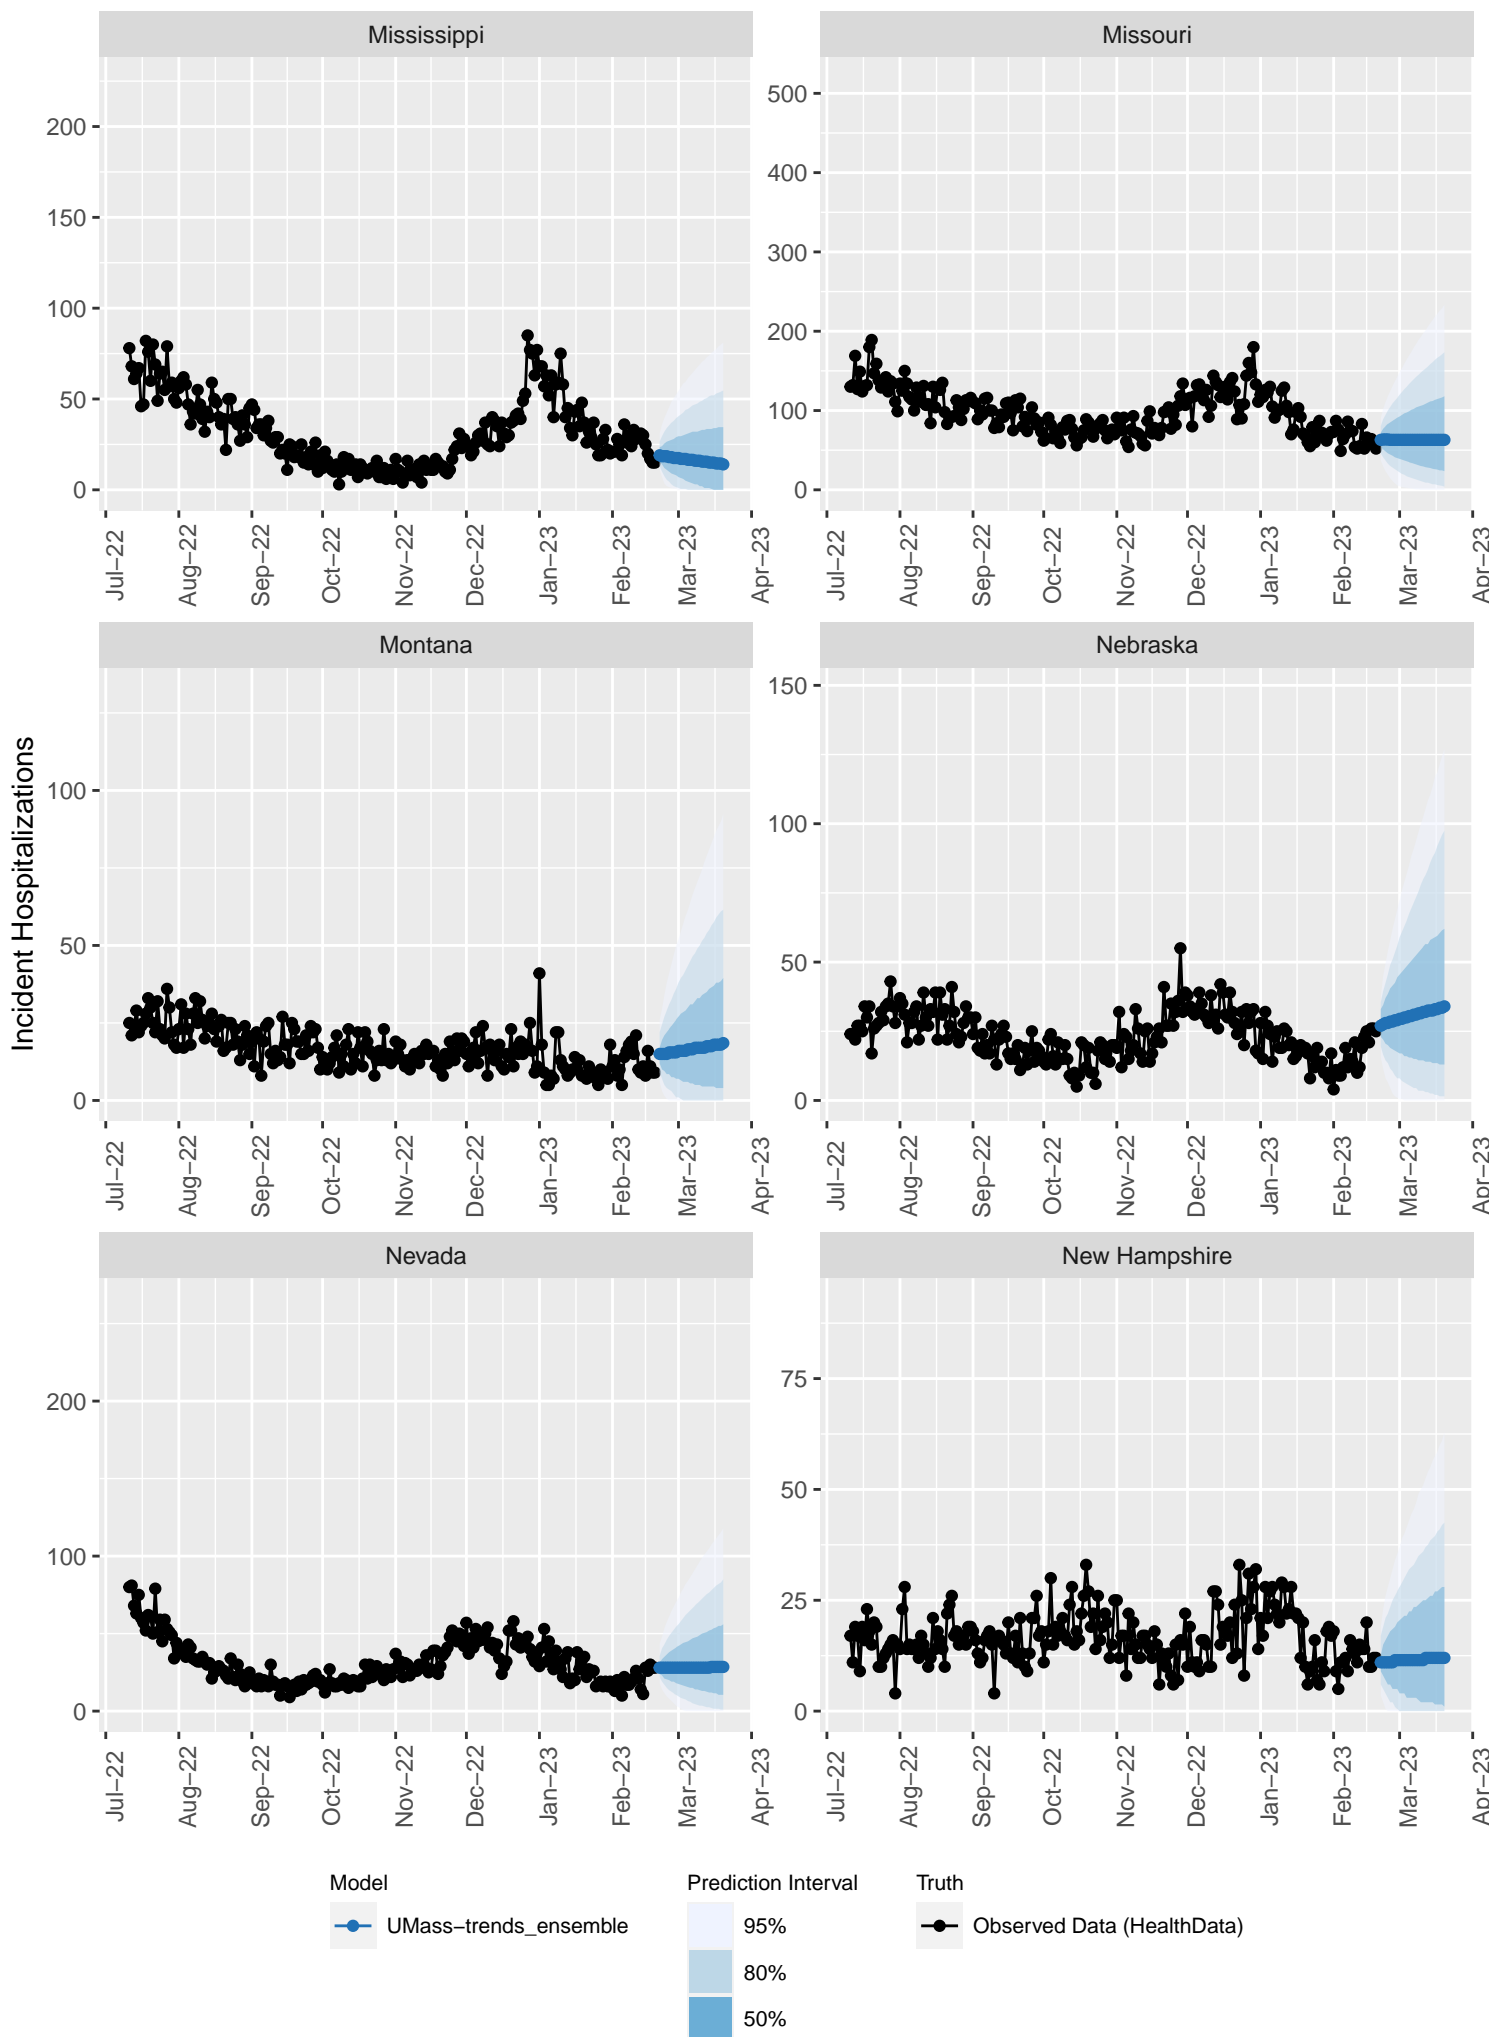 Mississippi
Missouri
200
150
100
50
0
500
400
300
200
100
0
Jul−22
Aug−22
Sep−22
Oct−22
Nov−22
Dec−22
Jan−23
Feb−23
Mar−23
Apr−23
Jul−22
Aug−22
Sep−22
Oct−22
Nov−22
Dec−22
Jan−23
Feb−23
Mar−23
Apr−23
Incident Hospitalizations
Montana
Nebraska
100
50
0
150
100
50
0
Jul−22
Aug−22
Sep−22
Oct−22
Nov−22
Dec−22
Jan−23
Feb−23
Mar−23
Apr−23
Jul−22
Aug−22
Sep−22
Oct−22
Nov−22
Dec−22
Jan−23
Feb−23
Mar−23
Apr−23
Nevada
New Hampshire
200
100
0
75
50
25
0
Jul−22
Aug−22
Sep−22
Oct−22
Nov−22
Dec−22
Jan−23
Feb−23
Mar−23
Apr−23
Jul−22
Aug−22
Sep−22
Oct−22
Nov−22
Dec−22
Jan−23
Feb−23
Mar−23
Apr−23
Model
UMass−trends_ensemble
Prediction Interval
95%
80%
50%
Truth
Observed Data (HealthData)